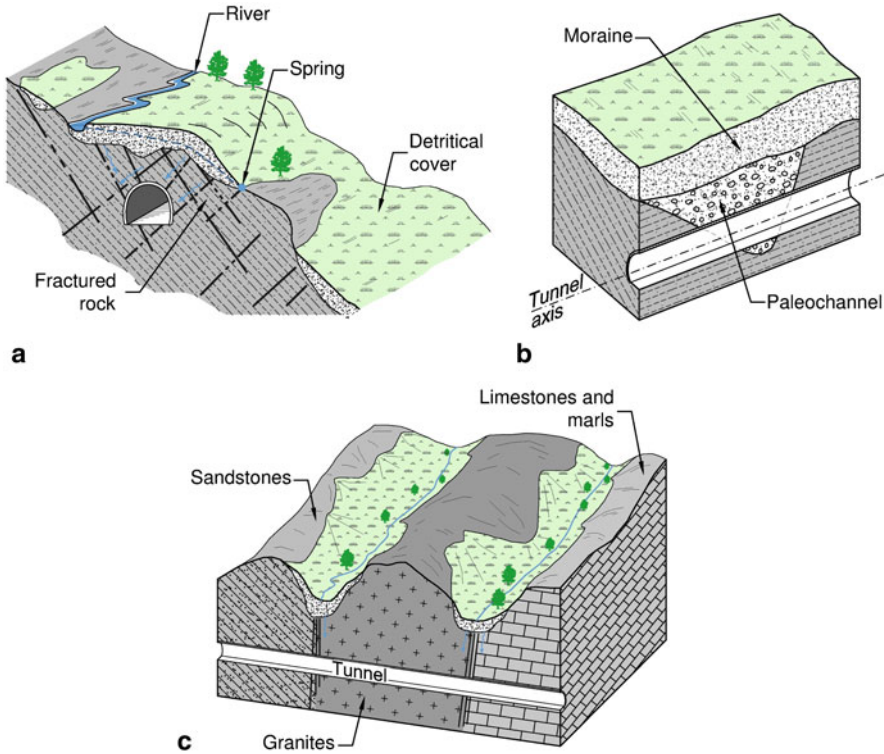 River
Spring
Detritical
cover
Fractured
rock
a
Moraine
Tunnel
axis
Paleochannel
b
Limestones and
marls
Sandstones
Tunnel
Granites
c